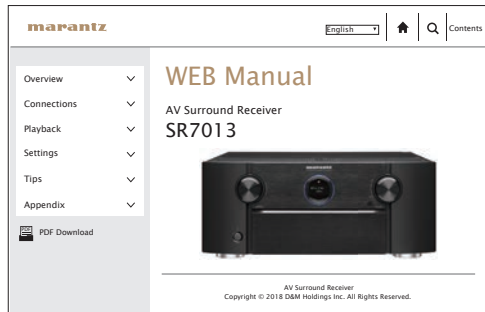 marantz
English
Contents
Overview
Connections
Playback
Settings
Tips
Appendix
PDF Download
WEB Manual
AV Surround Receiver
SR7013
marantz
AV Surround Receiver
Copyright © 2018 D&M Holdings Inc. All Rights Reserved.